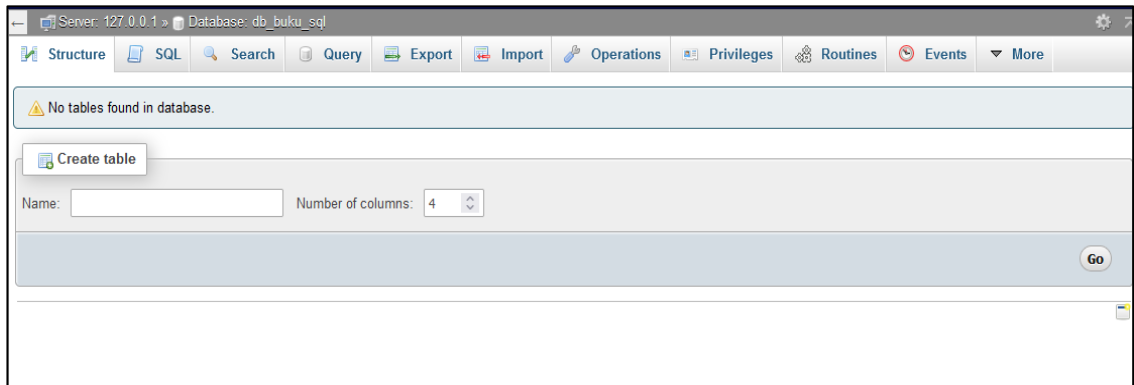 Server: 127.0.0.1 » Database: db_buku_sql
Structure SQL Search Query Export Import Operations Privileges Routines Events More
No tables found in database.
Create table
Name: Number of columns: 4
Go